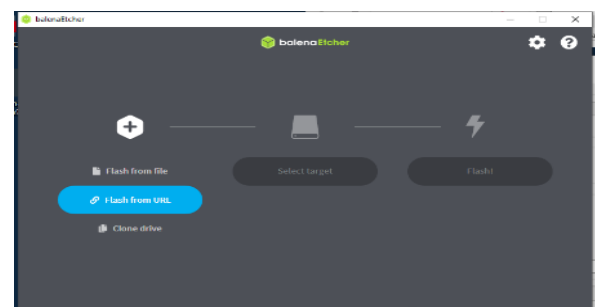 balenaEtcher
balenaEtcher
Flash from file
Select target
Flash!
Flash from URL
Clone drive